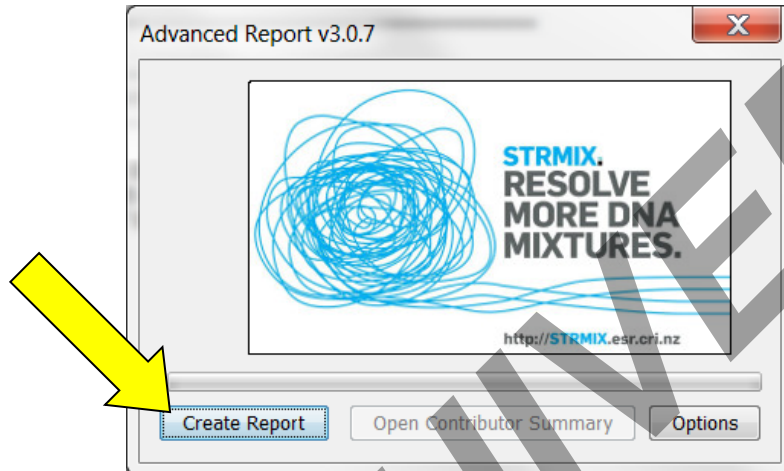 Advanced Report v3.0.7
STRMIX.
RESOLVE
MORE DNA
MIXTURES.
http://STRMIX.esr.cri.nz
Create Report
Open Contributor Summary
Options